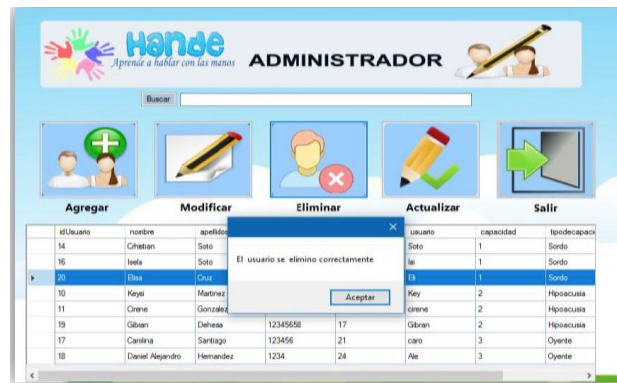 Hande
Aprende a hablar con las manos
ADMINISTRADOR
Buscar
Agregar Modificar Eliminar Actualizar Salir
idUsuario nombre apellidos usuario capacidad tipodecapaci
14 Crhistian Soto Soto 1 Sordo
16 Isela Soto Isi 1 Sordo
20 Elisa Cruz Eli 1 Sordo
10 Keysi Martinez Key 2 Hipoacusia
11 Cirene Gonzalez cirene 2 Hipoacusia
19 Gibran Dehesa 12345658 17 Gibran 2 Hipoacusia
17 Carolina Santiago 123456 21 caro 3 Oyente
18 Daniel Alejandro Hernandez 1234 24 Ale 3 Oyente
El usuario se elimino correctamente
Aceptar